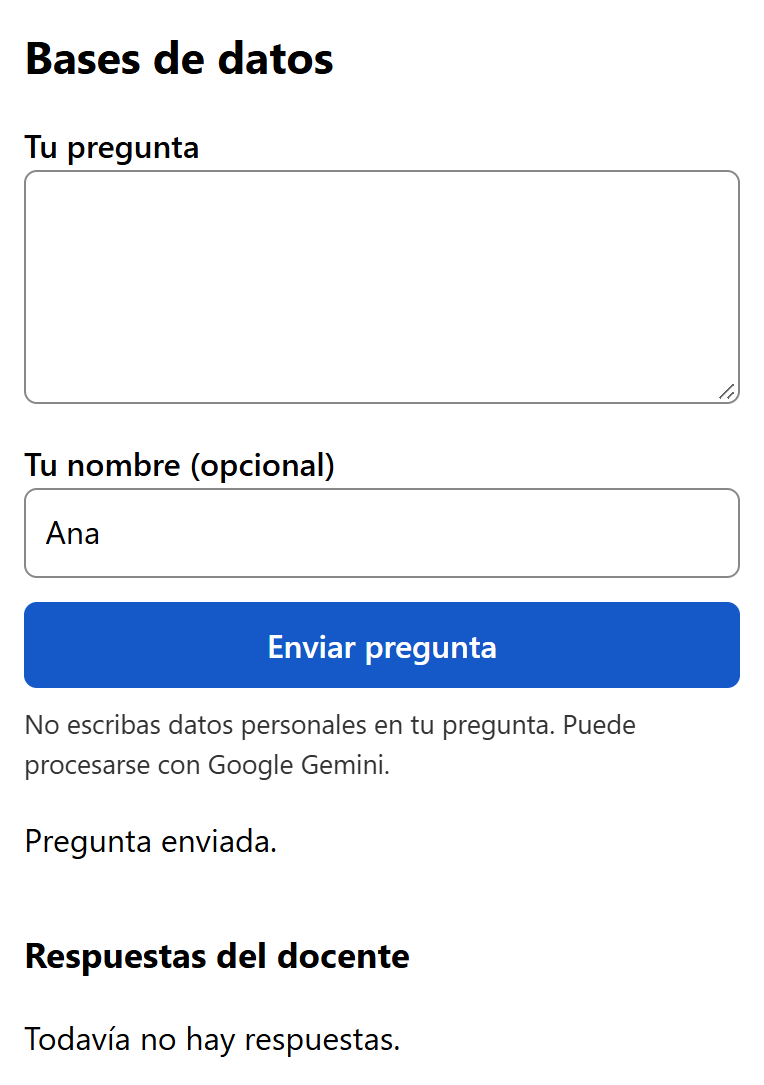 Bases de datos
Tu pregunta
Tu nombre (opcional)
Ana
Enviar pregunta
No escribas datos personales en tu pregunta. Puede
procesarse con Google Gemini.
Pregunta enviada.
Respuestas del docente
Todavía no hay respuestas.